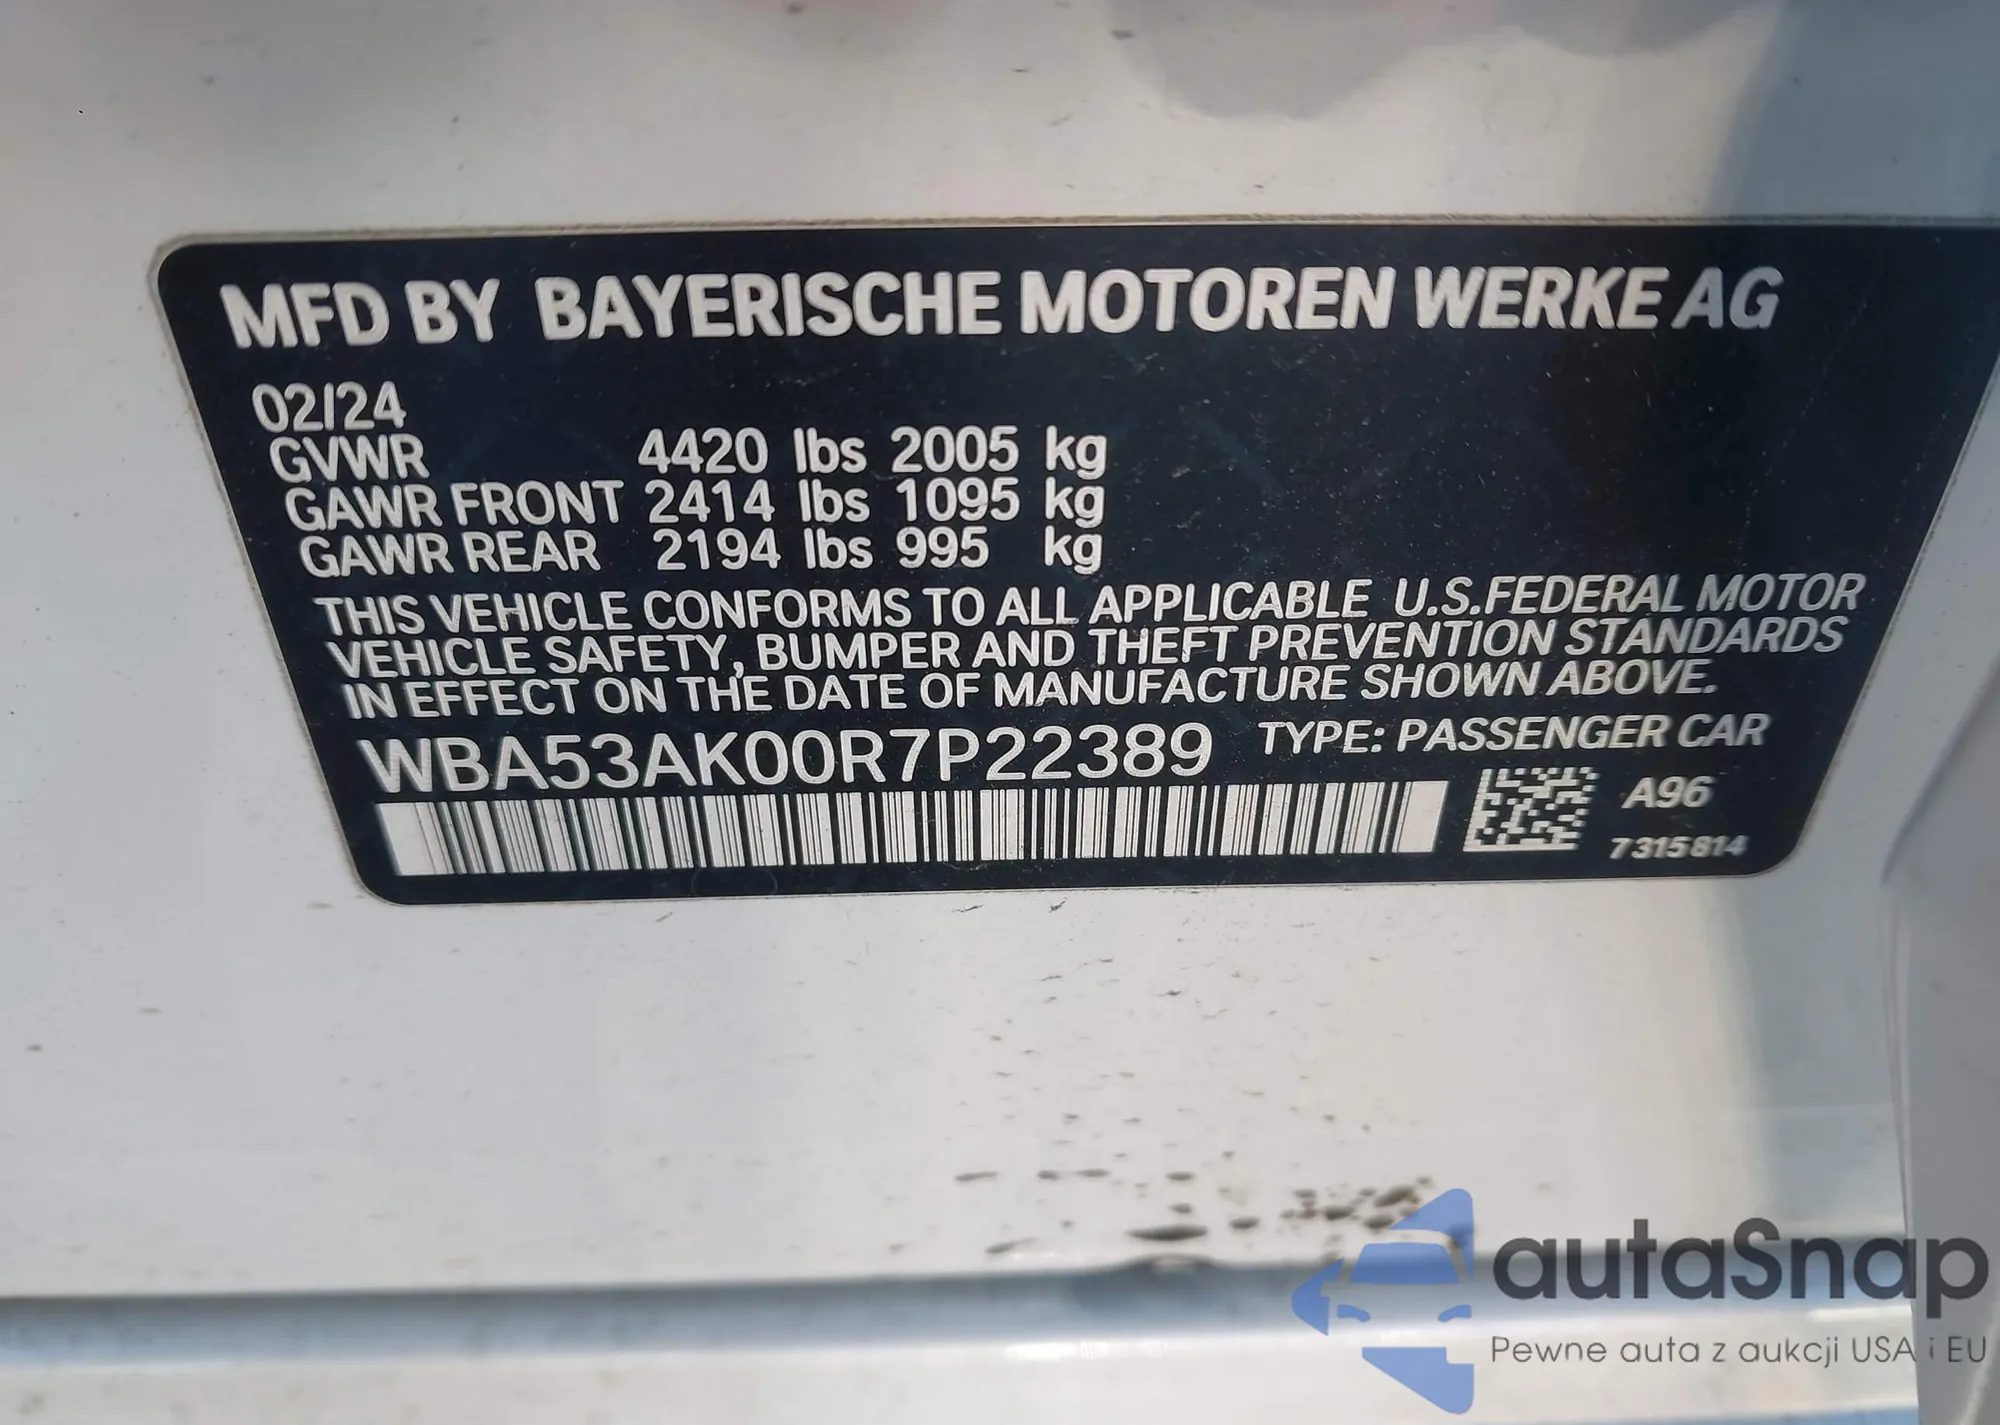 MFD BY BAYERISCHE MOTOREN WERKE AG
02/24
GVWR 4420 lbs 2005 kg
GAWR FRONT 2414 lbs 1095 kg
GAWR REAR 2194 lbs 995 kg
THIS VEHICLE CONFORMS TO ALL APPLICABLE U.S.FEDERAL MOTOR
VEHICLE SAFETY, BUMPER AND THEFT PREVENTION STANDARDS
IN EFFECT ON THE DATE OF MANUFACTURE SHOWN ABOVE.
WBA53AK00R7P22389 TYPE: PASSENGER CAR
A96
7315814
autaSnap
Pewne auta z aukcji USA i EU